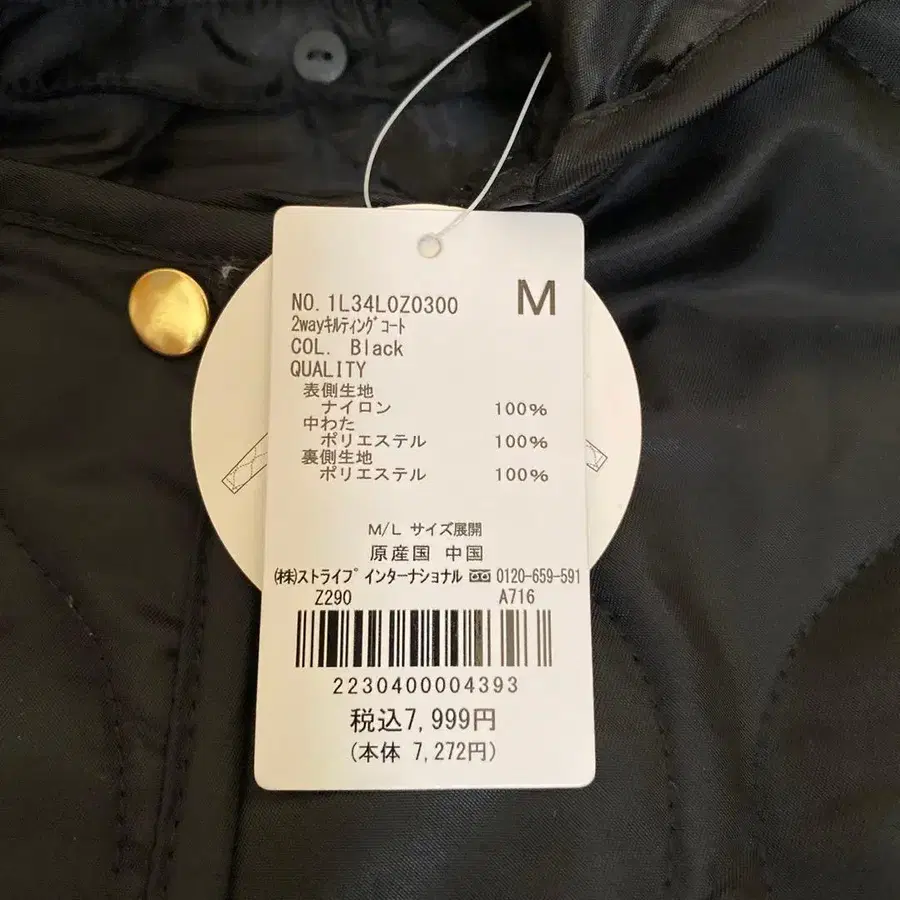 M
NO. 1L34L0Z0300
2wayキルティングコート
COL. Black
QUALITY
表側生地
ナイロン 100%
中わた
ポリエステル 100%
裏側生地
ポリエステル 100%
M/L サイズ展開
原産国 中国
(株)ストライプ インターナショナル 0120-659-591
Z290 A716
2230400004393
税込7,999円
(本体 7,272円)